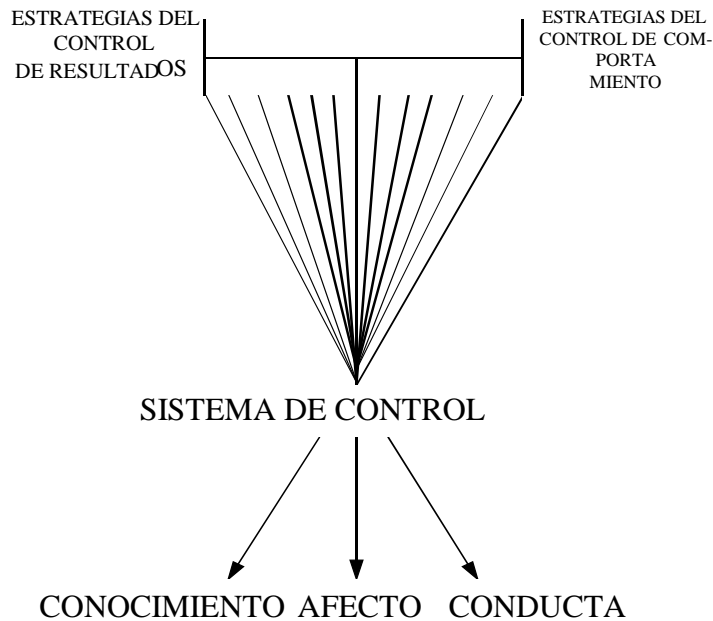 ESTRATEGIAS DEL
CONTROL
DE RESULTADOS
ESTRATEGIAS DEL
CONTROL DE COM-
PORTA
MIENTO
SISTEMA DE CONTROL
CONOCIMIENTO AFECTO CONDUCTA